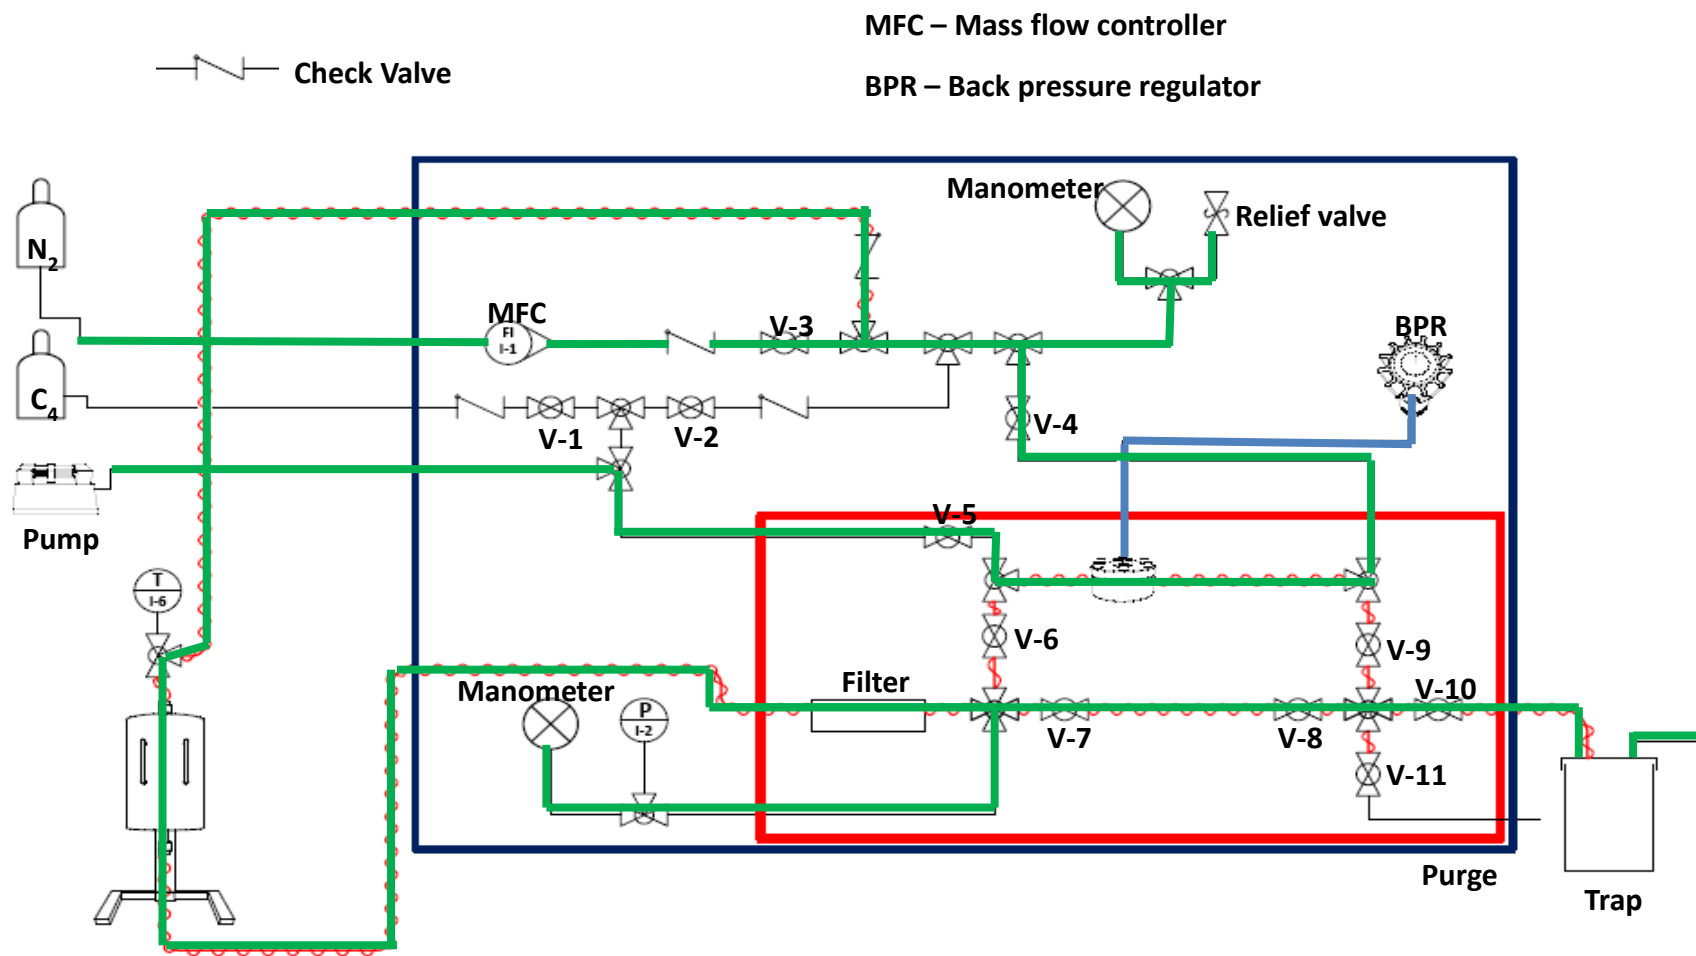 MFC – Mass flow controller
Check Valve
BPR – Back pressure regulator
Manometer
Relief valve
N2
MFC
FI
I-1
V-3
BPR
C4
V-1
V-2
V-4
Pump
V-5
T
I-6
V-6
V-9
Manometer
Filter
V-10
P
I-2
V-7
V-8
V-11
Purge
Trap